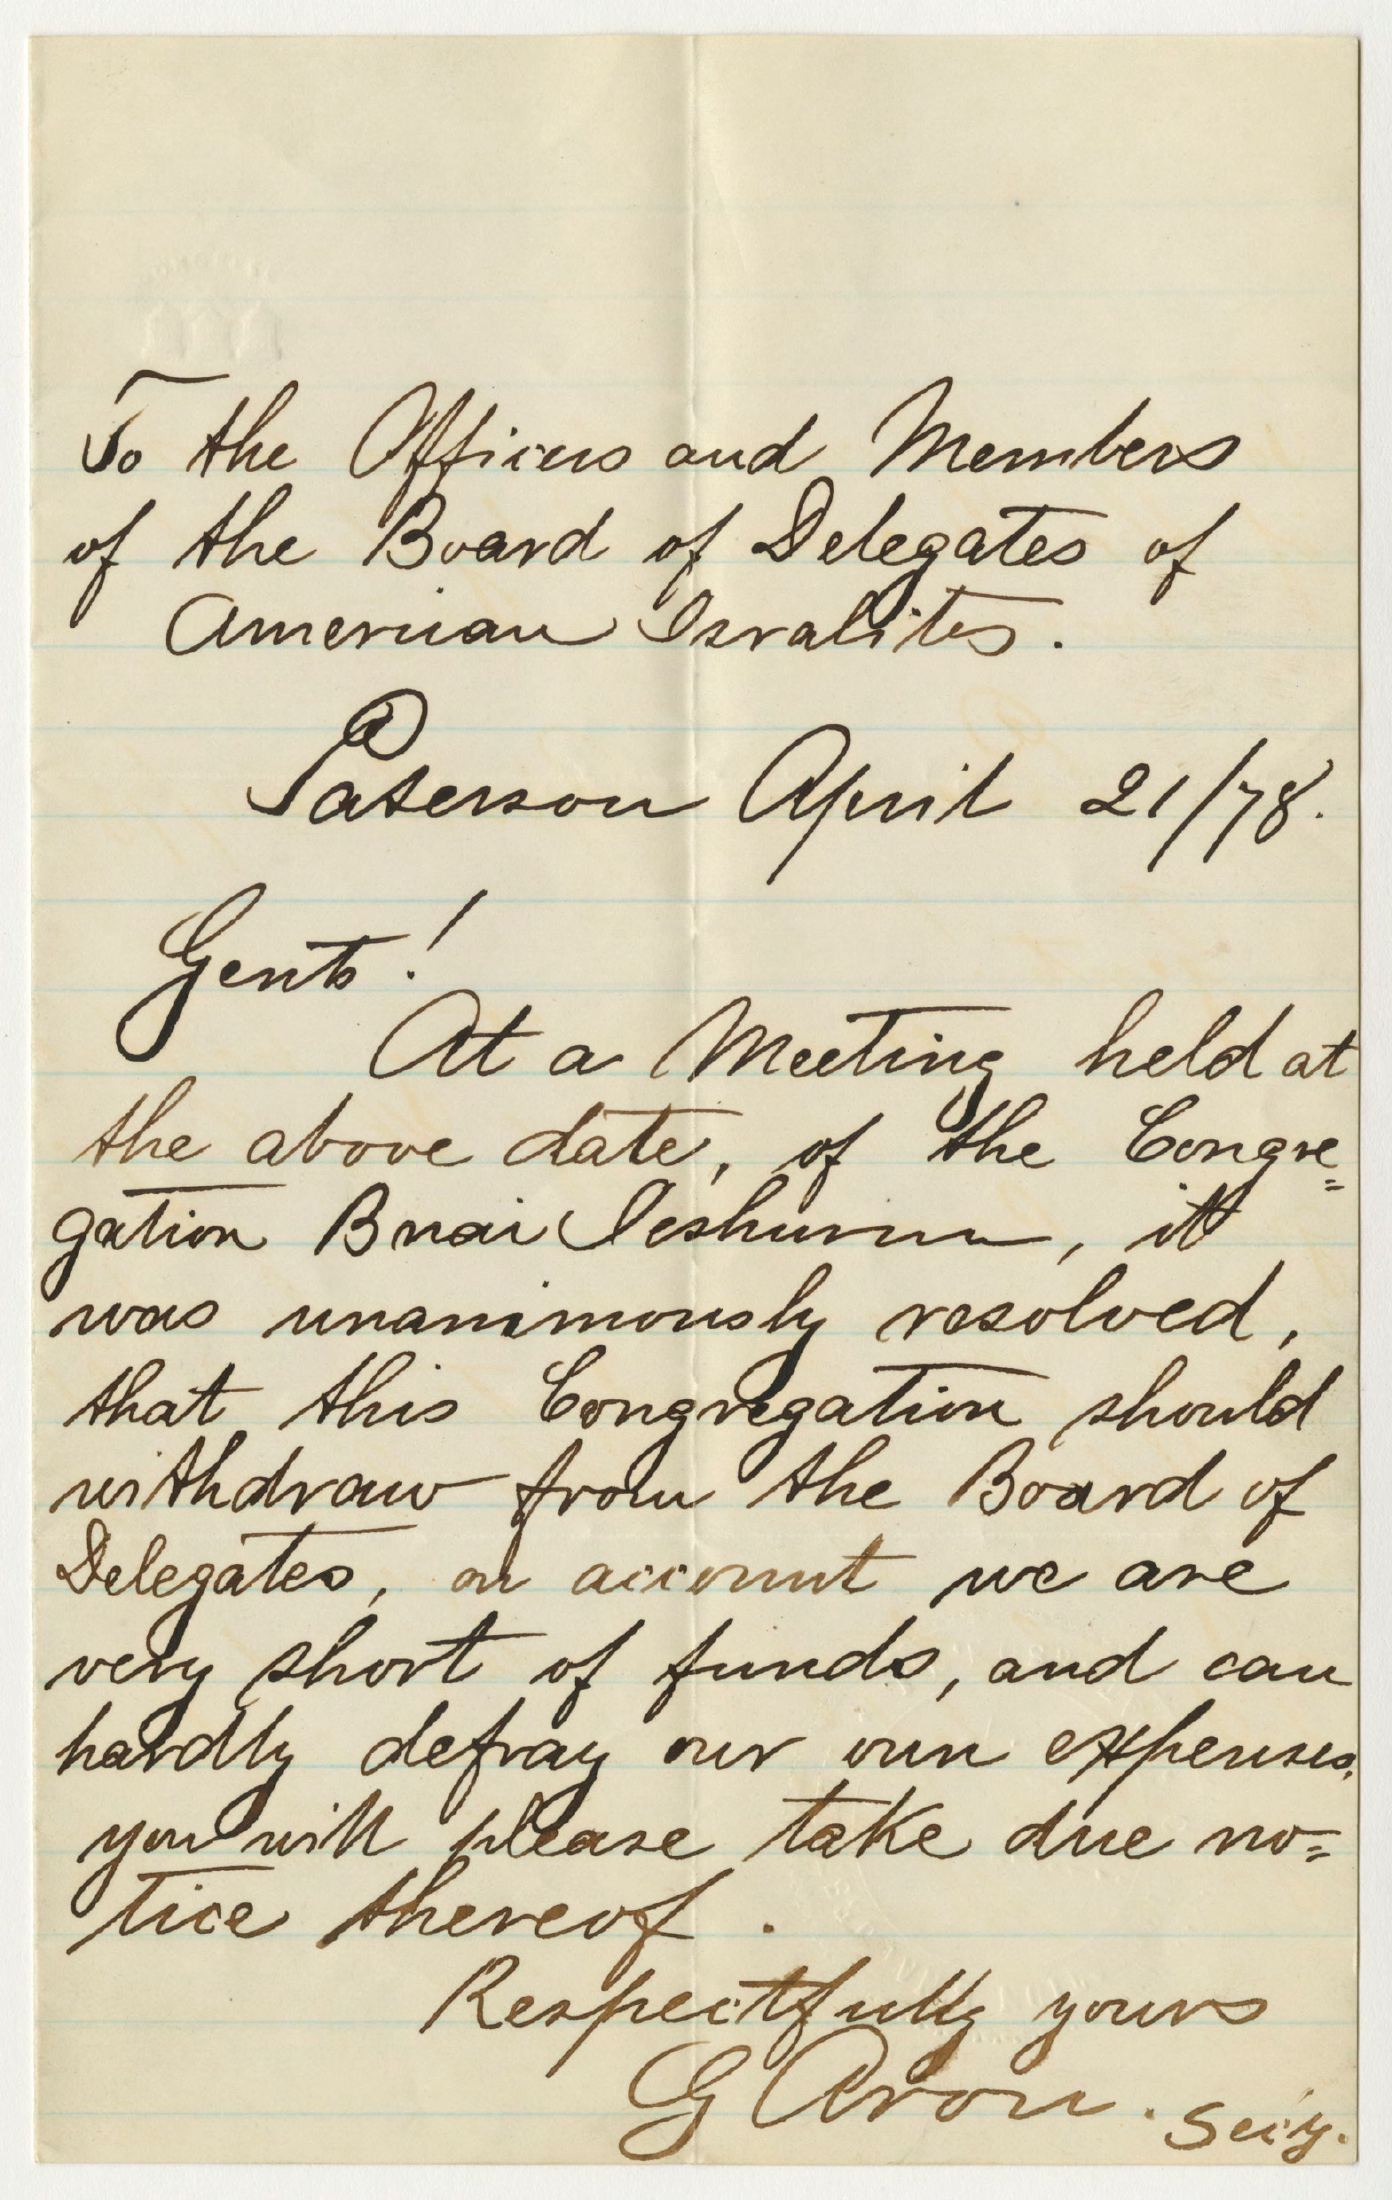 To the Officers and Members
of the Board of Delegates of
American Isralites.
Paterson April 21/78.
Gents!
At a Meeting held at
the above date, of the Congre=
gation Bnai Jeshurun, it
was unanimously resolved,
that this Congregation should
withdraw from the Board of
Delegates, on account we are
very short of funds, and can
hardly defray our own expenses,
you will please take due no=
tice thereof.
Respectfully yours
G Aron. Secy.